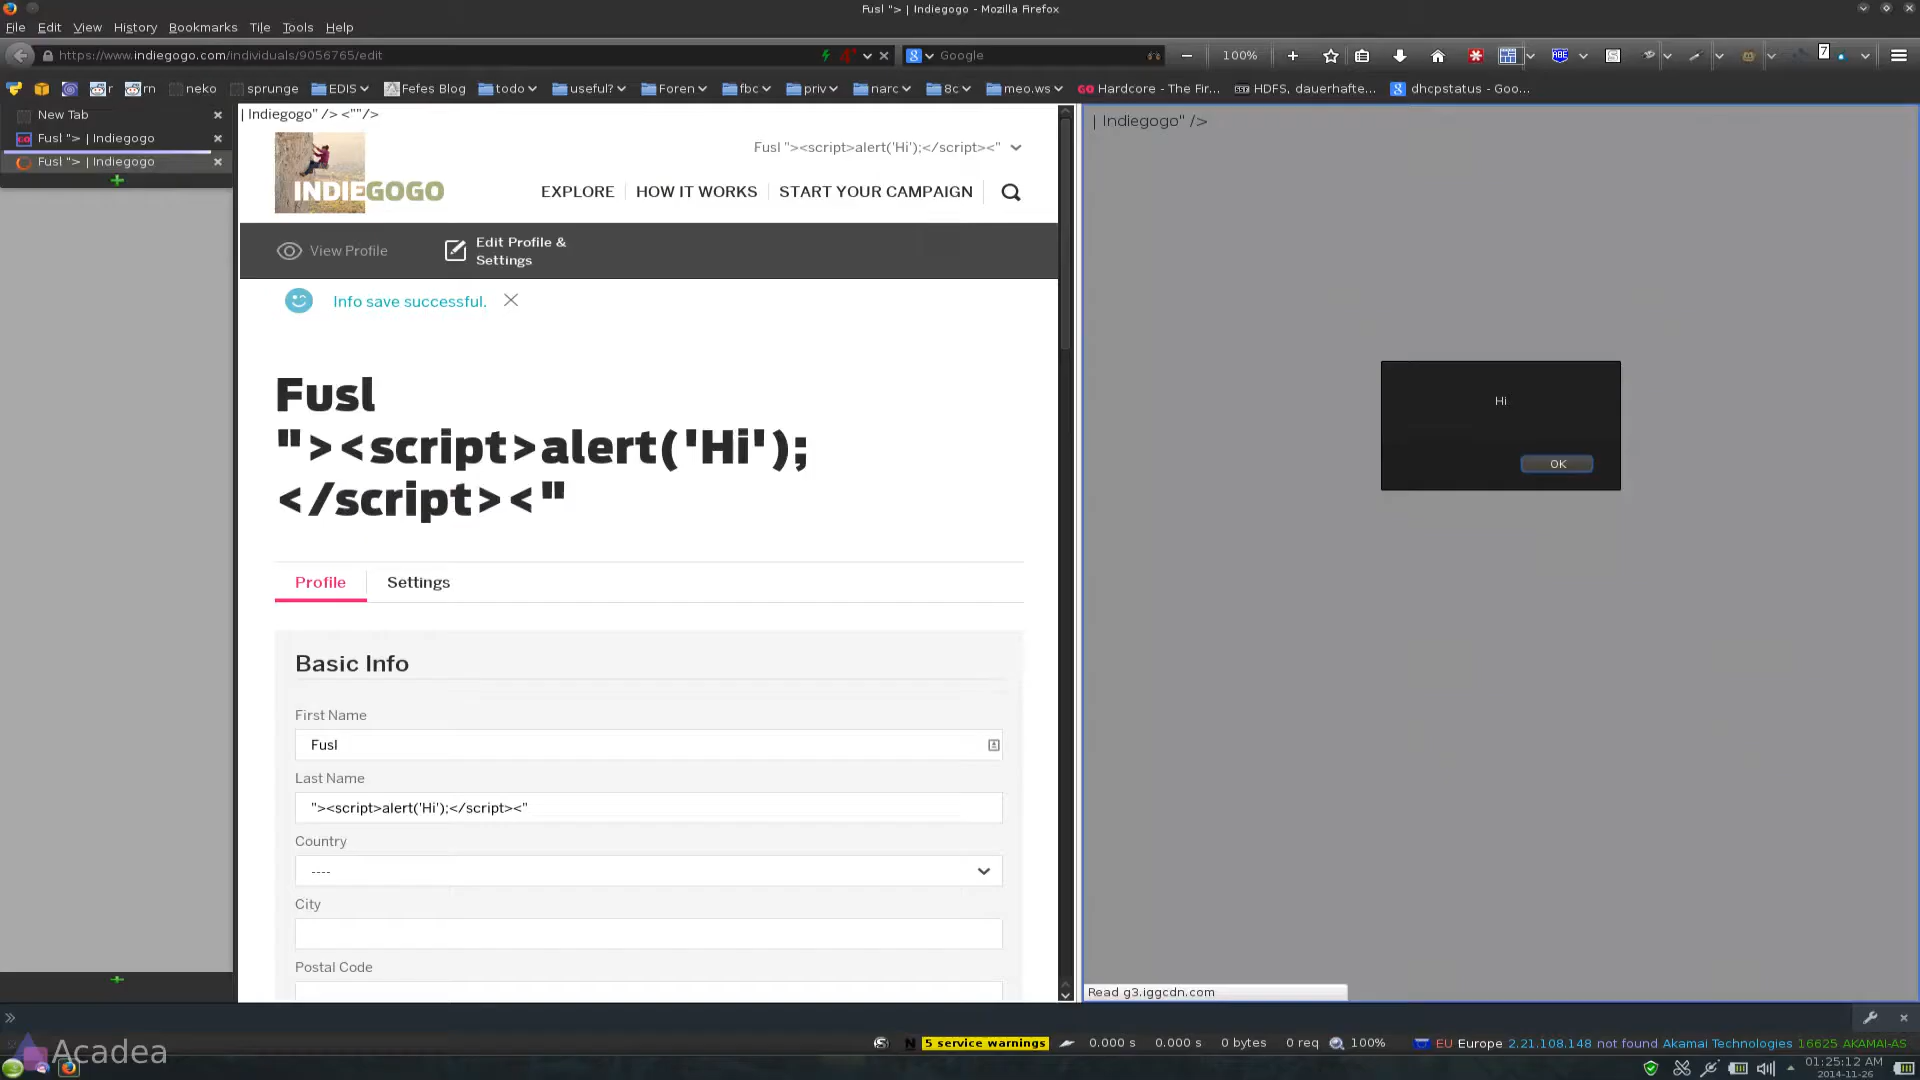 Fusl "> | Indiegogo - Mozilla Firefox
File Edit View History Bookmarks Tile Tools Help
https://www.indiegogo.com/individuals/9056765/edit
Google
100%
ABE
7
r rn neko sprunge EDIS Fefes Blog todo useful? Foren fbc priv narc 8c meo.ws GO Hardcore - The Fir... HDFS, dauerhafte... dhcpstatus - Goo...
New Tab
GO Fusl "> | Indiegogo
Fusl "> | Indiegogo
| Indiegogo" /> <""/>
Fusl "><script>alert('Hi');</script><"
INDIEGOGO
EXPLORE HOW IT WORKS START YOUR CAMPAIGN
View Profile
Edit Profile &
Settings
Info save successful.
Fusl
"><script>alert('Hi');
</script><"
Profile Settings
Basic Info
First Name
Fusl
Last Name
"><script>alert('Hi');</script><"
Country
----
City
Postal Code
| Indiegogo" />
Hi
OK
Read g3.iggcdn.com
5 service warnings 0.000 s 0.000 s 0 bytes 0 req 100% EU Europe 2.21.108.148 not found Akamai Technologies 16625 AKAMAI-AS
Acadea
01:25:12 AM
2014-11-26